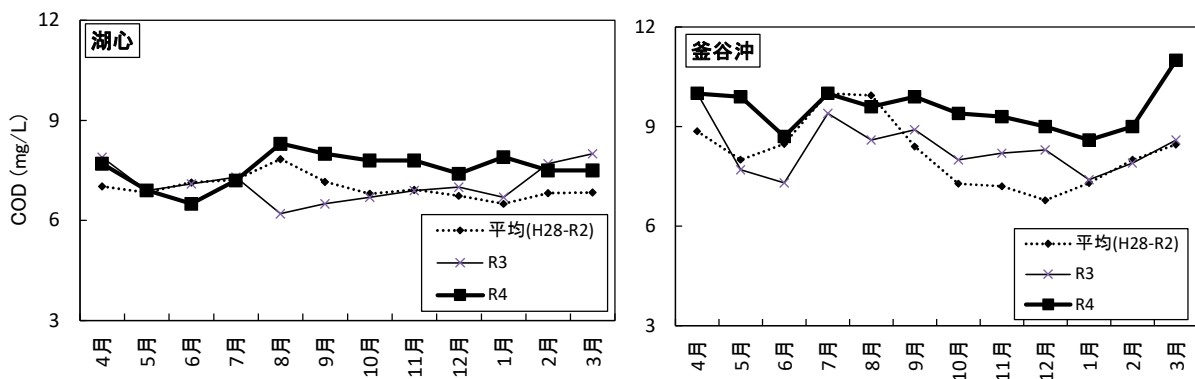 湖心
COD (mg/L)
12
9
6
3
平均(H28-R2)
R3
R4
4月 5月 6月 7月 8月 9月 10月 11月 12月 1月 2月 3月
釜谷沖
12
9
6
3
平均(H28-R2)
R3
R4
4月 5月 6月 7月 8月 9月 10月 11月 12月 1月 2月 3月